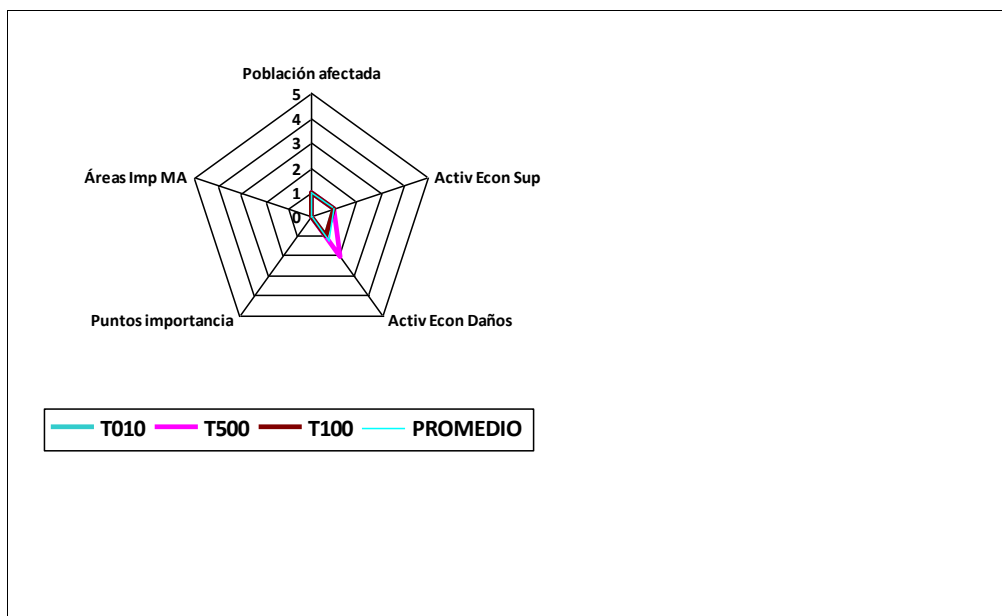 Población afectada
5
4
3
2
1
0
Áreas Imp MA
Activ Econ Sup
Puntos importancia
Activ Econ Daños
T010 T500 T100 PROMEDIO